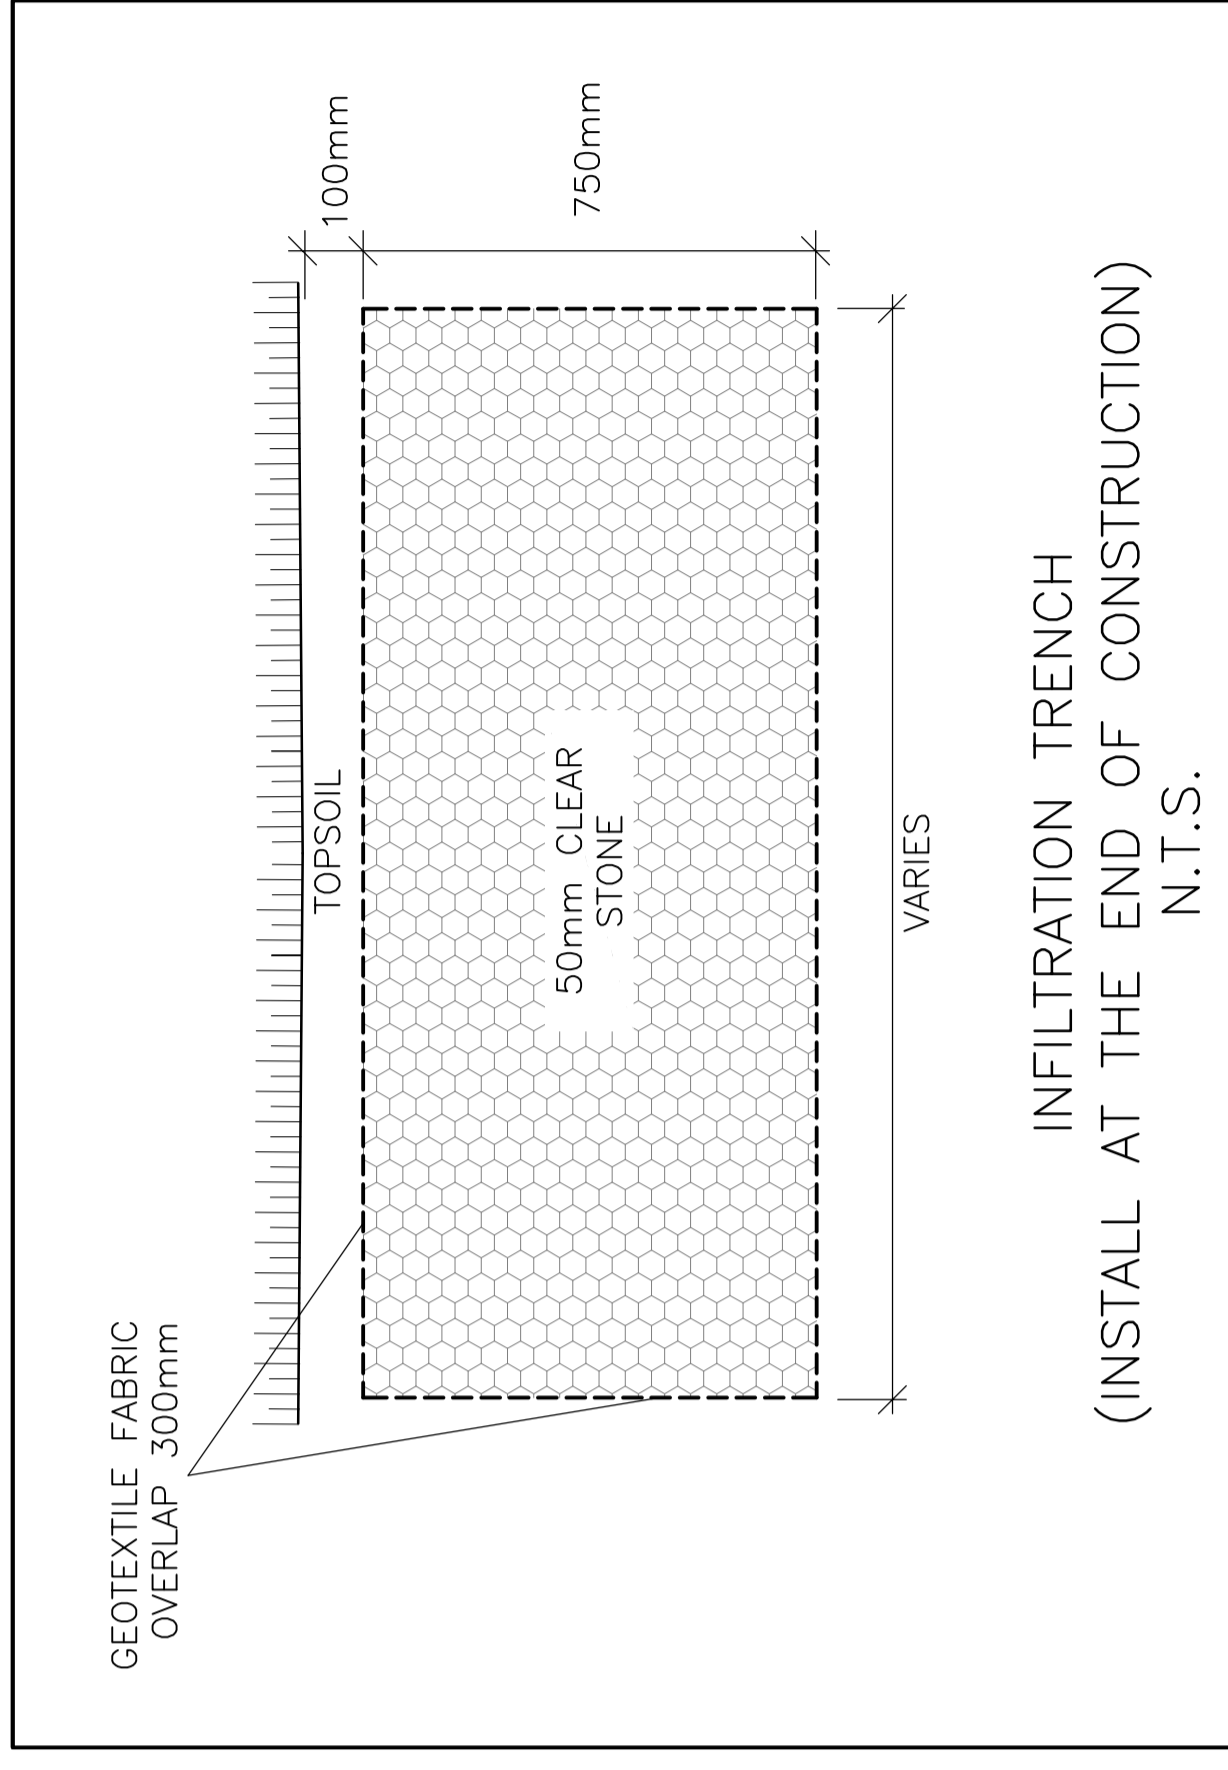 GEOTEXTILE FABRIC
OVERLAP 300mm
100mm
TOPSOIL
750mm
50mm CLEAR
STONE
VARIES
INFILTRATION TRENCH
(INSTALL AT THE END OF CONSTRUCTION)
N.T.S.